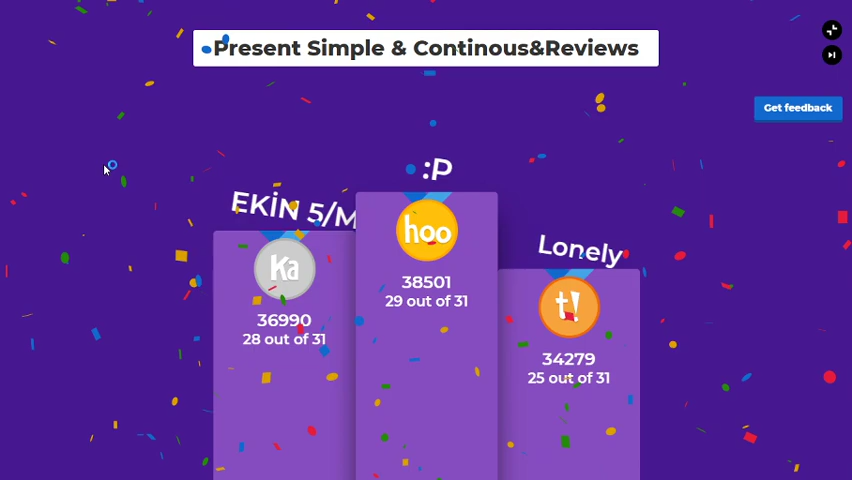 Present Simple & Continous&Reviews
Get feedback
:P
EKİN 5/M
Lonely
hoo
38501
29 out of 31
Ka
36990
28 out of 31
t!
34279
25 out of 31